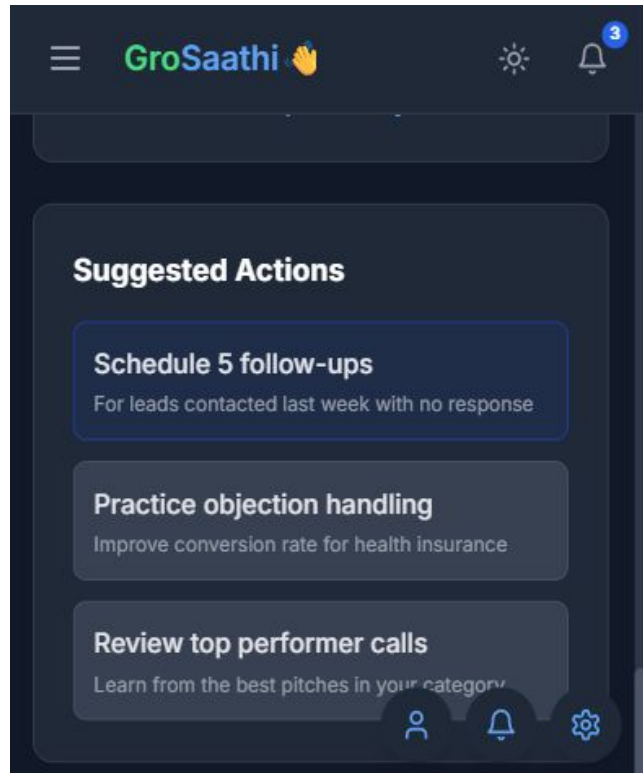 GroSaathi👋
3
Suggested Actions
Schedule 5 follow-ups
For leads contacted last week with no response
Practice objection handling
Improve conversion rate for health insurance
Review top performer calls
Learn from the best pitches in your category